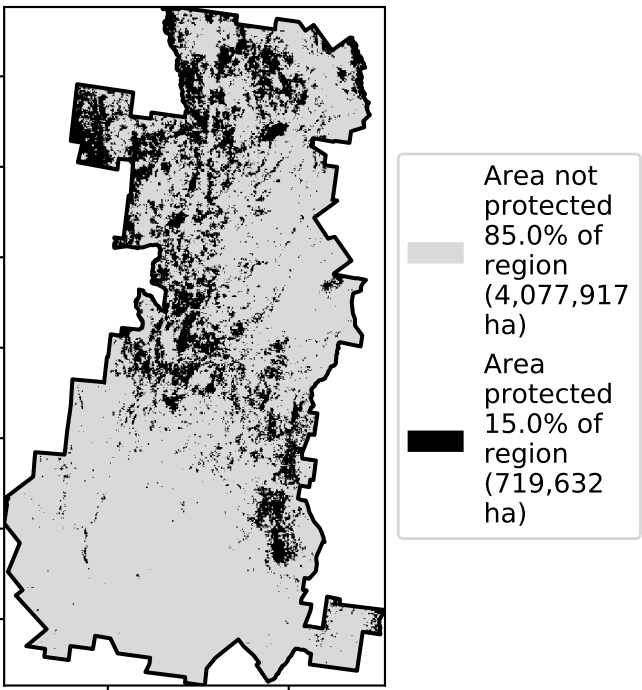 Area not
protected
85.0% of
region
(4,077,917
ha)
Area
protected
15.0% of
region
(719,632
ha)